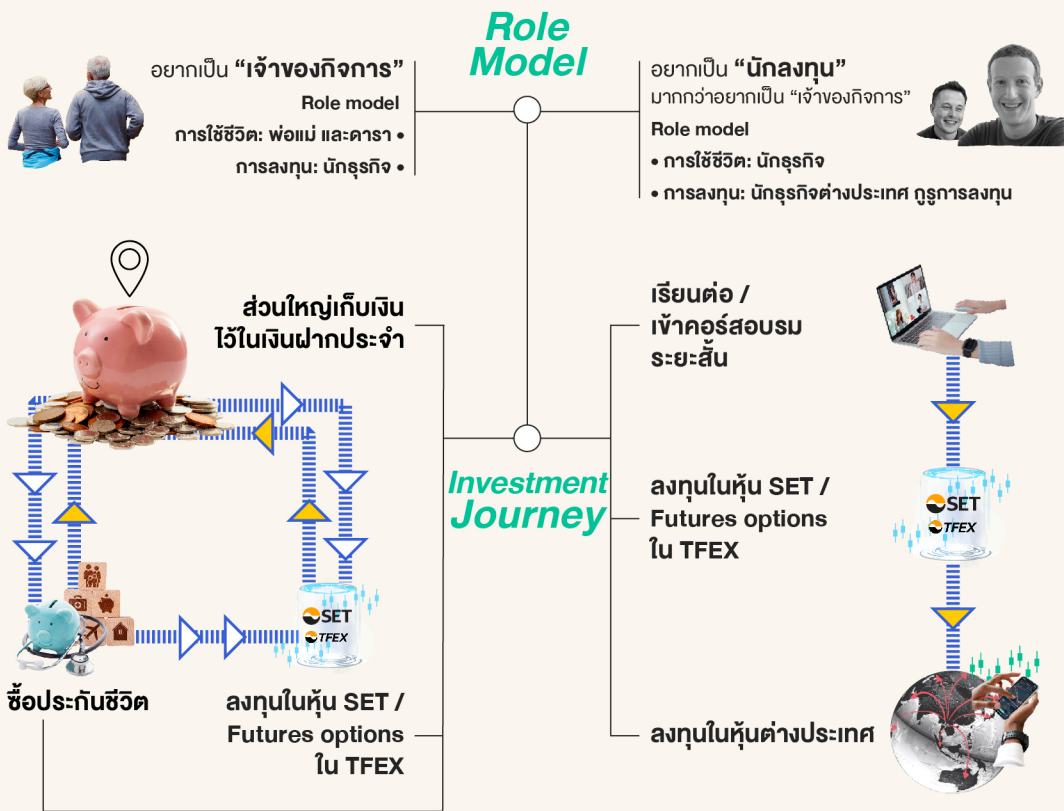 Role
Model
อยากเป็น “เจ้าของกิจการ”
Role model
การใช้ชีวิต: พ่อแม่ และดารา •
การลงทุน: นักธุรกิจ •
อยากเป็น “นักลงทุน”
มากกว่าอยากเป็น “เจ้าของกิจการ”
Role model
• การใช้ชีวิต: นักธุรกิจ
• การลงทุน: นักธุรกิจต่างประเทศ กูรูการลงทุน
Investment
Journey
ส่วนใหญ่เก็บเงิน
ไว้ในเงินฝากประจำ
SET
TFEX
ซื้อประกันชีวิต
ลงทุนในหุ้น SET /
Futures options
ใน TFEX
เรียนต่อ /
เข้าคอร์สอบรม
ระยะสั้น
ลงทุนในหุ้น SET /
Futures options
ใน TFEX
SET
TFEX
ลงทุนในหุ้นต่างประเทศ